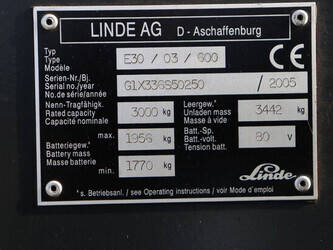 LINDE AG D - Aschaffenburg
Typ
Type E30 / 03 / 600
Modèle
CE
Serien-Nr./Bj.
Serial no./year G1X336S50250 / 2005
No de série/année
Nenn-Tragfähigk. Leergew.*
Rated capacity 3000 kg Unladen mass 3442 kg
Capacité nominale Masse à vide
max. 1956 kg Batt.-Sp.
Batteriegew.* Batt.-volt. 80 V
Battery mass Tension batt.
Masse batterie
min. 1770 kg Linde
* s. Betriebsanl. / see Operating instructions / voir Mode d'emploi